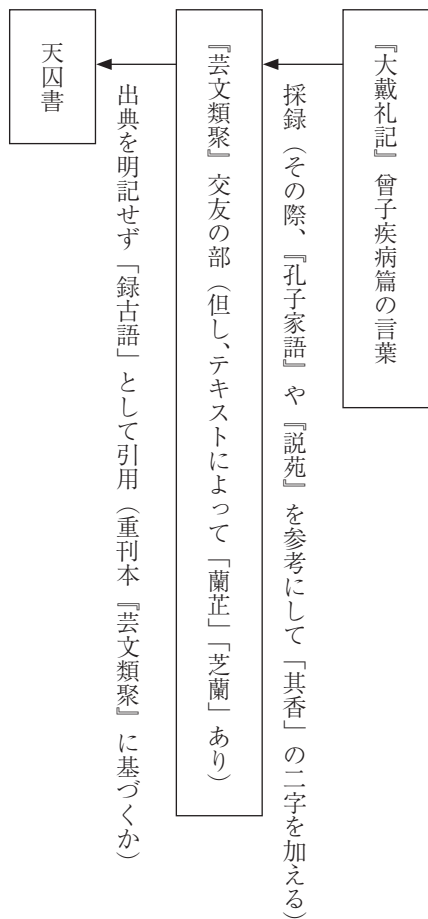 『大戴礼記』曾子疾病篇の言葉
採録（その際、『孔子家語』や『説苑』を参考にして「其香」の二字を加える）
『芸文類聚』交友の部（但し、テキストによって「蘭芷」「芝蘭」あり）
出典を明記せず「録古語」として引用（重刊本『芸文類聚』に基づくか）
天囚書